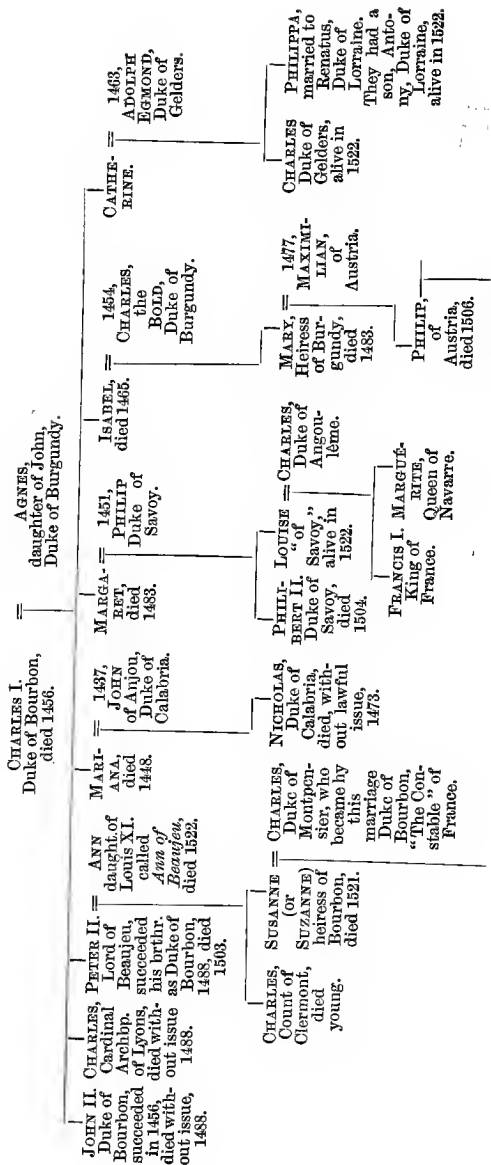 CHARLES I.
Duke of Bourbon,
died 1456.
=
AGNES,
daughter of John,
Duke of Burgundy.
JOHN II.
Duke of
Bourbon,
succeeded
in 1456,
died with-
out issue,
1488.
CHARLES,
Cardinal
Archbp.
of Lyons,
died with-
out issue
1488.
PETER II.
Lord of
Beaujeu,
succeeded
his brthr.
as Duke of
Bourbon,
1488, died
1503.
=
ANN
daught. of
Louis XI.
called
Ann of
Beaujeu,
died 1522.
MARI-
ANA,
died
1448.
=
1437,
JOHN
of Anjou,
Duke of
Calabria.
MARGA-
RET,
died
1483.
=
1451,
PHILIP
Duke of
Savoy.
ISABEL,
died 1465.
=
1454,
CHARLES,
the
BOLD,
Duke of
Burgundy.
CATHE-
RINE.
=
1463,
ADOLPH
EGMOND,
Duke of
Gelders.
CHARLES,
Count of
Clermont,
died
young.
SUSANNE
(or
SUZANNE)
heiress of
Bourbon,
died 1521.
=
CHARLES,
Duke of
Montpen-
sier, who
became by
this
marriage
Duke of
Bourbon,
"The Con-
stable" of
France.
NICHOLAS,
Duke of
Calabria,
died, with-
out lawful
issue,
1473.
PHILI-
BERT II.
Duke of
Savoy,
died
1504.
LOUISE
"of
Savoy,"
alive in
1522.
=
CHARLES,
Duke of
Angou-
lême.
MARY,
Heiress
of Bur-
gundy,
died
1483.
=
1477,
MAXIMI-
LIAN,
of
Austria.
CHARLES
Duke of
Gelders,
alive in
1522.
PHILIPPA,
married to
Renatus,
Duke of
Lorraine.
They had a
son, Anto-
ny, Duke of
Lorraine,
alive in 1522.
FRANCIS I.
King of
France.
MARGUÉ-
RITE,
Queen of
Navarre.
PHILIP,
of
Austria,
died 1506.